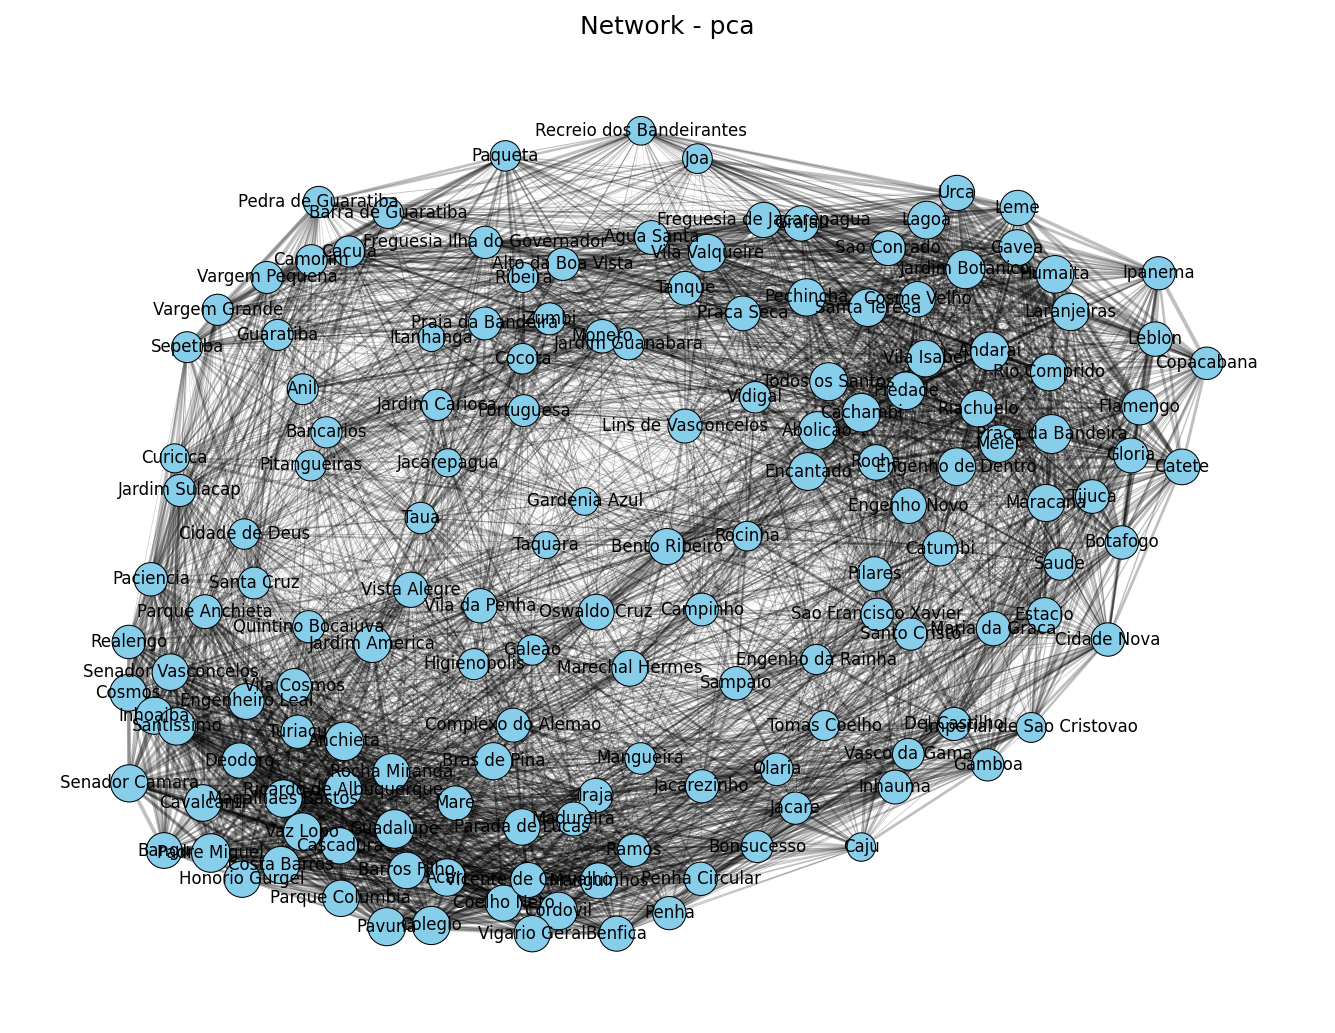 Network - pca
Recreio dos Bandeirantes
Paqueta
Joa
Urca
Pedra de Guaratiba
Barra de Guaratiba
Leme
Freguesia de Jacarepagua
Grajau
Lagoa
Freguesia Ilha do Governador
Agua Santa
Vila Valqueire
Sao Conrado
Gavea
Cacuia
Camorim
Alto da Boa Vista
Jardim Botanico
Humaita
Ipanema
Vargem Pequena
Ribeira
Tanque
Pechincha
Cosme Velho
Santa Teresa
Vargem Grande
Praca Seca
Laranjeiras
Zumbi
Praia da Bandeira
Guaratiba
Itanhanga
Monero
Jardim Guanabara
Leblon
Sepetiba
Cocota
Vila Isabel
Andarai
Copacabana
Rio Comprido
Anil
Todos os Santos
Piedade
Jardim Carioca
Portuguesa
Vidigal
Cachambi
Riachuelo
Flamengo
Bancarios
Lins de Vasconcelos
Abolicao
Praca da Bandeira
Meier
Curicica
Pitangueiras
Jacarepagua
Encantado
Rocha
Engenho de Dentro
Gloria
Catete
Jardim Sulacap
Gardenia Azul
Engenho Novo
Maracana
Tijuca
Taua
Cidade de Deus
Taquara
Bento Ribeiro
Rocinha
Catumbi
Botafogo
Saude
Paciencia
Santa Cruz
Vista Alegre
Pilares
Parque Anchieta
Vila da Penha
Oswaldo Cruz
Campinho
Sao Francisco Xavier
Estacio
Quintino Bocaiuva
Santo Cristo
Maria da Graca
Realengo
Jardim America
Galeao
Cidade Nova
Higienopolis
Marechal Hermes
Engenho da Rainha
Senador Vasconcelos
Sampaio
Cosmos
Vila Cosmos
Engenheiro Leal
Inhoaiba
Santissimo
Turiacu
Anchieta
Complexo do Alemao
Tomas Coelho
Del Castilho
Imperial de Sao Cristovao
Deodoro
Bras de Pina
Mangueira
Vasco da Gama
Gamboa
Rocha Miranda
Olaria
Senador Camara
Ricardo de Albuquerque
Jacarezinho
Inhauma
Magalhaes Bastos
Cavalcanti
Mare
Iraja
Jacare
Madureira
Vaz Lobo
Guadalupe
Parada de Lucas
Cascadura
Ramos
Bonsucesso
Caju
Bangu
Padre Miguel
Costa Barros
Barros Filho
Acari
Honorio Gurgel
Vicente de Carvalho
Manguinhos
Penha Circular
Parque Columbia
Coelho Neto
Cordovil
Penha
Pavuna
Colegio
Vigario Geral
Benfica